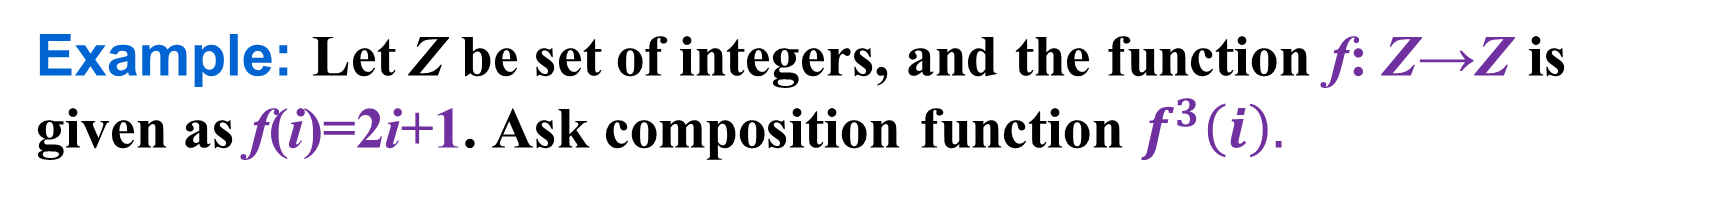 Example: Let Z be set of integers, and the function f: Z→Z is
given as f(i)=2i+1. Ask composition function f³(i).